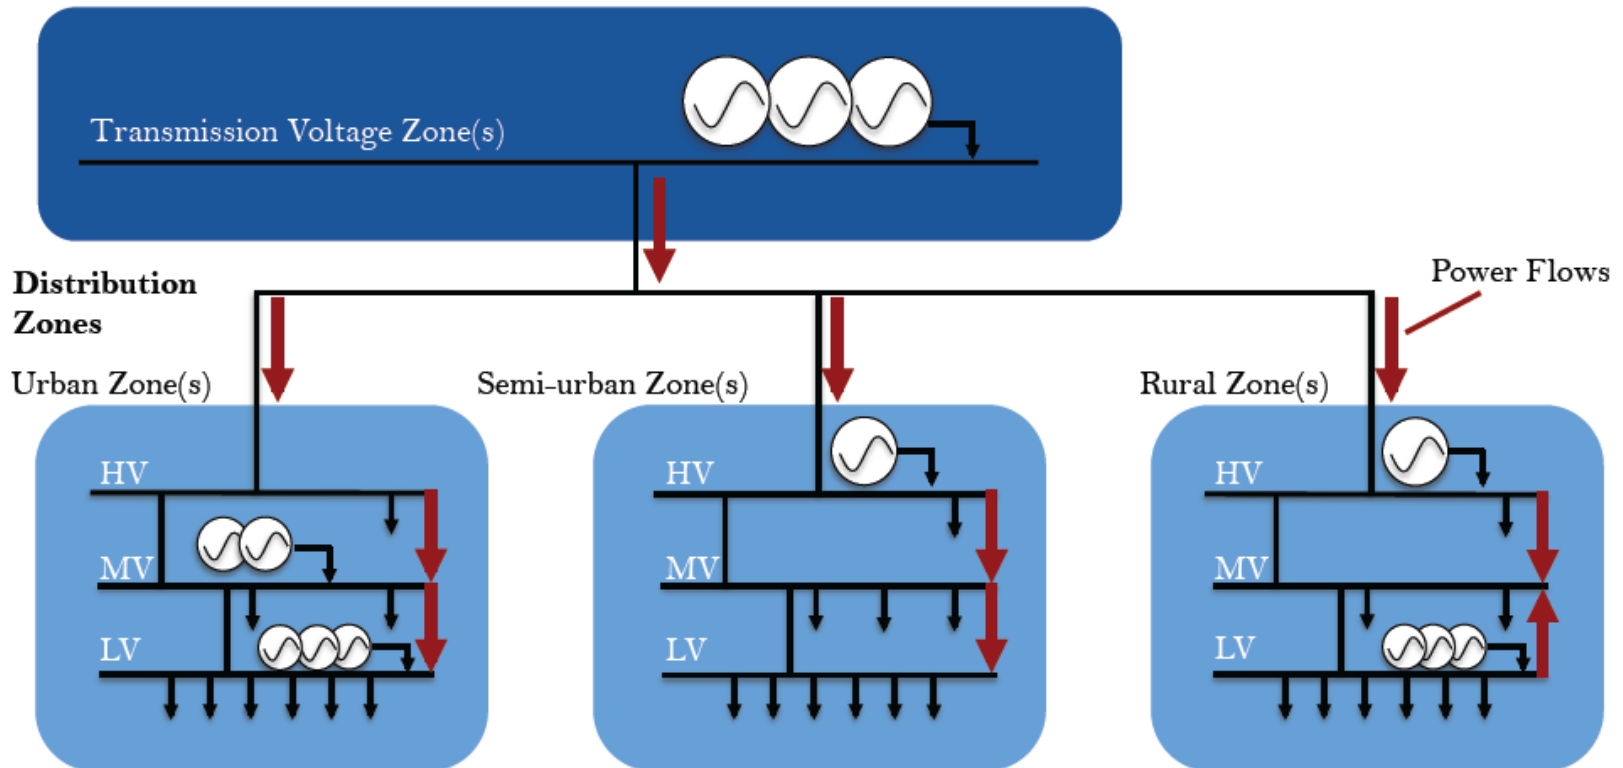 Transmission Voltage Zone(s)
Distribution
Zones
Power Flows
Urban Zone(s)
Semi-urban Zone(s)
Rural Zone(s)
HV
MV
LV
HV
MV
LV
HV
MV
LV